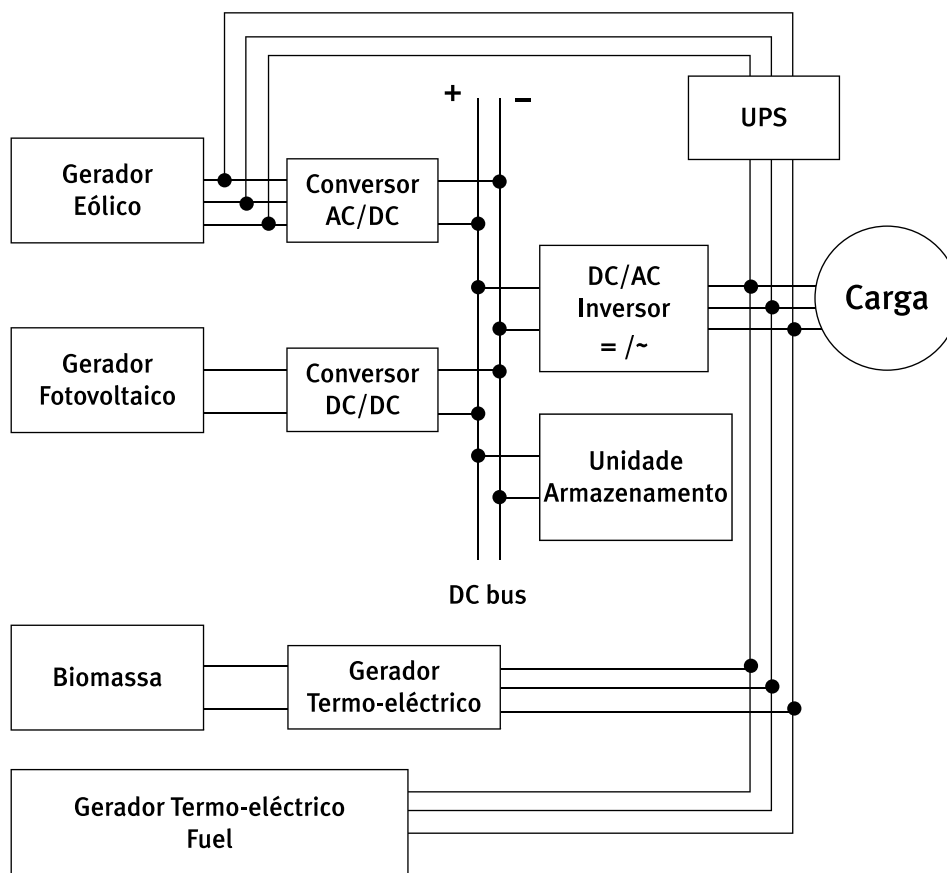 + –
UPS
Gerador
Eólico
Conversor
AC/DC
DC/AC
Inversor
= /~
Carga
Gerador
Fotovoltaico
Conversor
DC/DC
Unidade
Armazenamento
DC bus
Biomassa
Gerador
Termo-eléctrico
Gerador Termo-eléctrico
Fuel